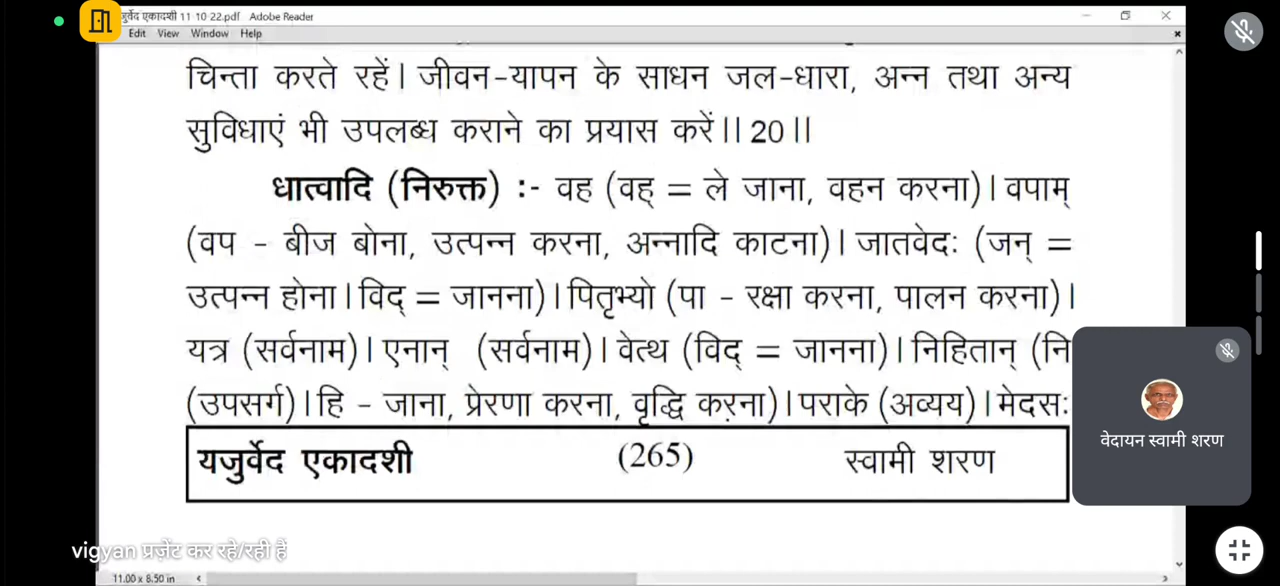 जुर्वेद एकादशी 11-10-22.pdf Adobe Reader
Edit View Window Help
चिन्ता करते रहें। जीवन-यापन के साधन जल-धारा, अन्न तथा अन्य
सुविधाएं भी उपलब्ध कराने का प्रयास करें।। 20 ।।
धात्वादि (निरुक्त) :- वह (वह् = ले जाना, वहन करना)। वपाम्
(वप - बीज बोना, उत्पन्न करना, अन्नादि काटना)। जातवेदः (जन् =
उत्पन्न होना। विद् = जानना)। पितृभ्यो (पा - रक्षा करना, पालन करना)।
यत्र (सर्वनाम)। एनान् (सर्वनाम)। वेत्थ (विद् = जानना)। निहितान् (नि
(उपसर्ग)। हि - जाना, प्रेरणा करना, वृद्धि करना)। पराके (अव्यय)। मेदसः
यजुर्वेद एकादशी (265) स्वामी शरण
वेदायन स्वामी शरण
vigyan प्रज़ेंट कर रहे/रही हैं
11.00 x 8.50 in